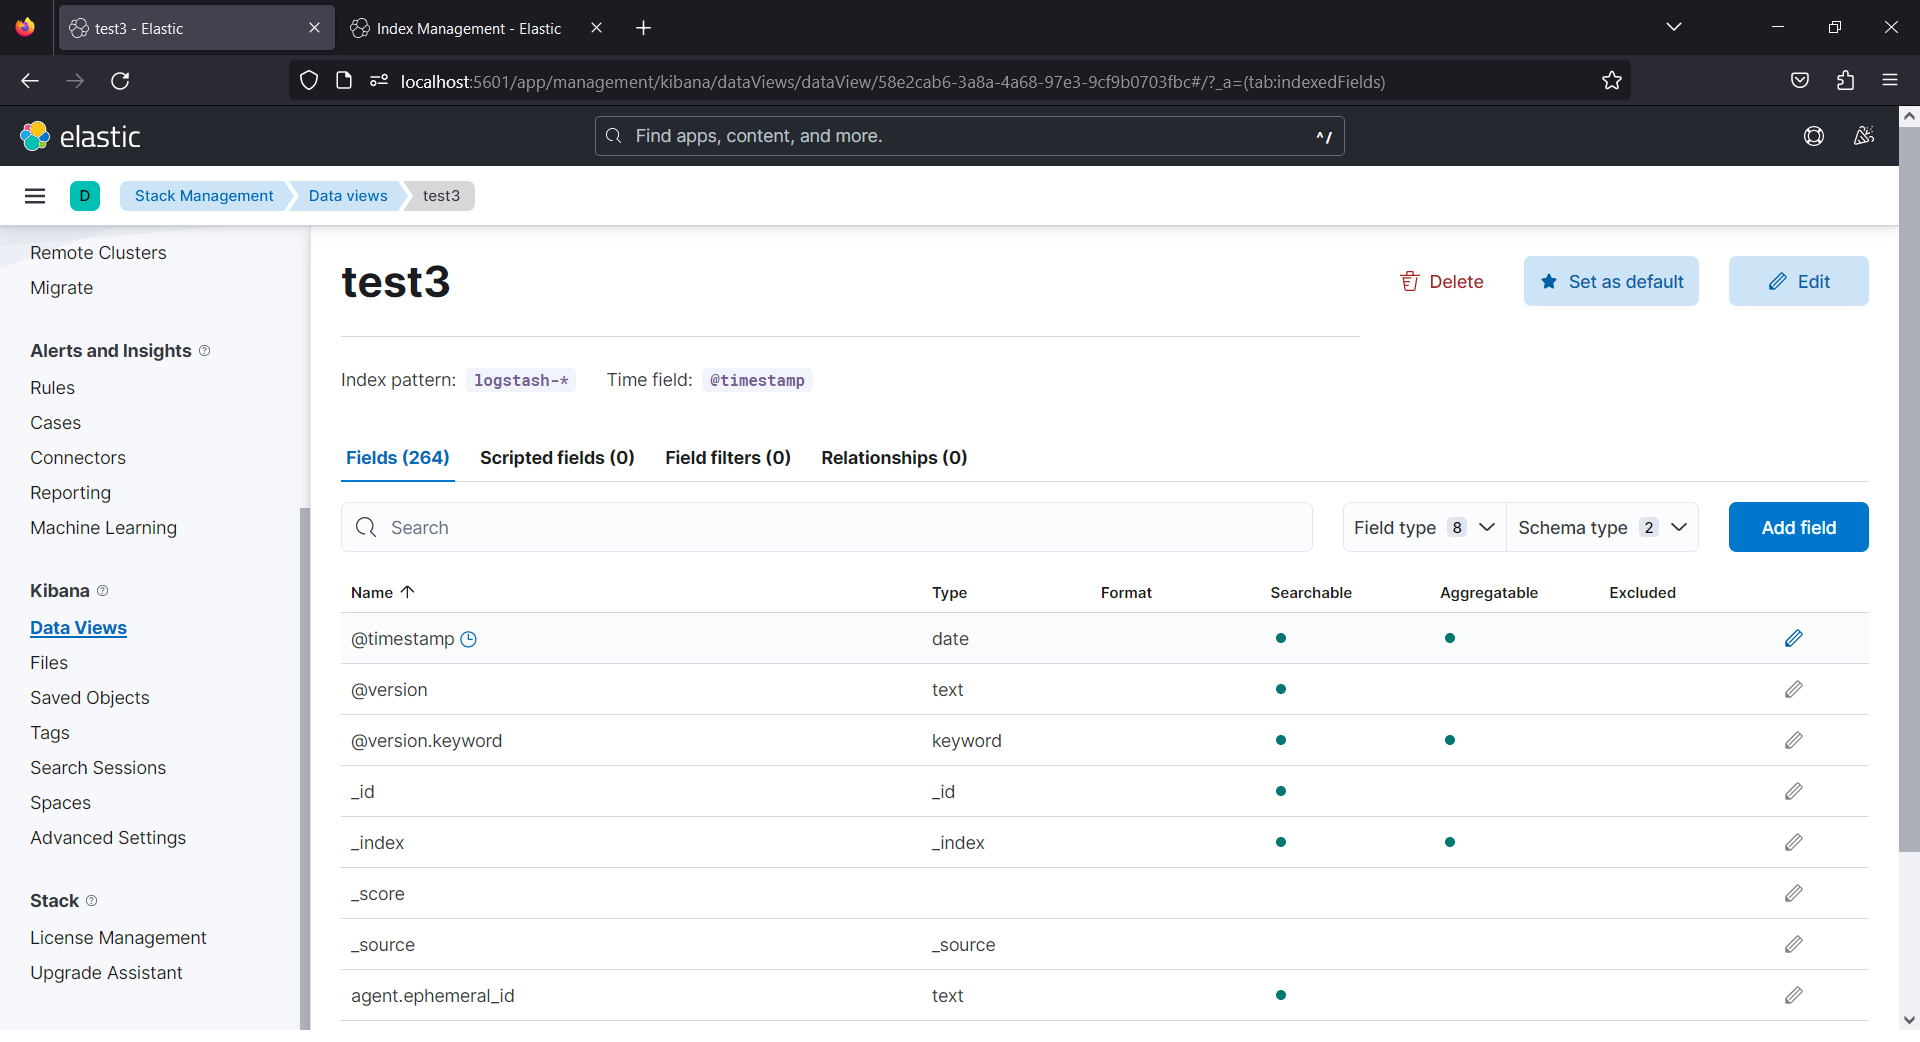 test3 - Elastic
Index Management - Elastic
localhost:5601/app/management/kibana/dataViews/dataView/58e2cab6-3a8a-4a68-97e3-9cf9b0703fbc#/?_a=(tab:indexedFields)
elastic
Find apps, content, and more.
^/
D
Stack Management
Data views
test3
Remote Clusters
Migrate
Alerts and Insights
Rules
Cases
Connectors
Reporting
Machine Learning
Kibana
Data Views
Files
Saved Objects
Tags
Search Sessions
Spaces
Advanced Settings
Stack
License Management
Upgrade Assistant
test3
Delete
Set as default
Edit
Index pattern: logstash-* Time field: @timestamp
Fields (264) Scripted fields (0) Field filters (0) Relationships (0)
Search
Field type 8
Schema type 2
Add field
Name Type Format Searchable Aggregatable Excluded
@timestamp date
@version text
@version.keyword keyword
_id _id
_index _index
_score
_source _source
agent.ephemeral_id text